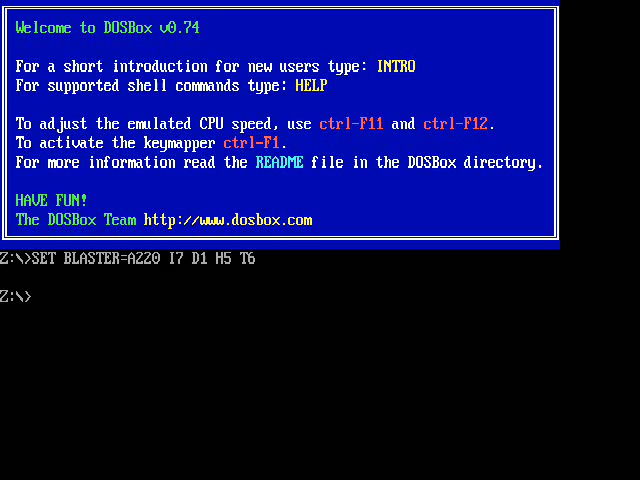 Welcome to DOSBox v0.74
For a short introduction for new users type: INTRO
For supported shell commands type: HELP
To adjust the emulated CPU speed, use ctrl-F11 and ctrl-F12.
To activate the keymapper ctrl-F1.
For more information read the README file in the DOSBox directory.
HAVE FUN!
The DOSBox Team http://www.dosbox.com
Z:\>SET BLASTER=A220 I7 D1 H5 T6
Z:\>